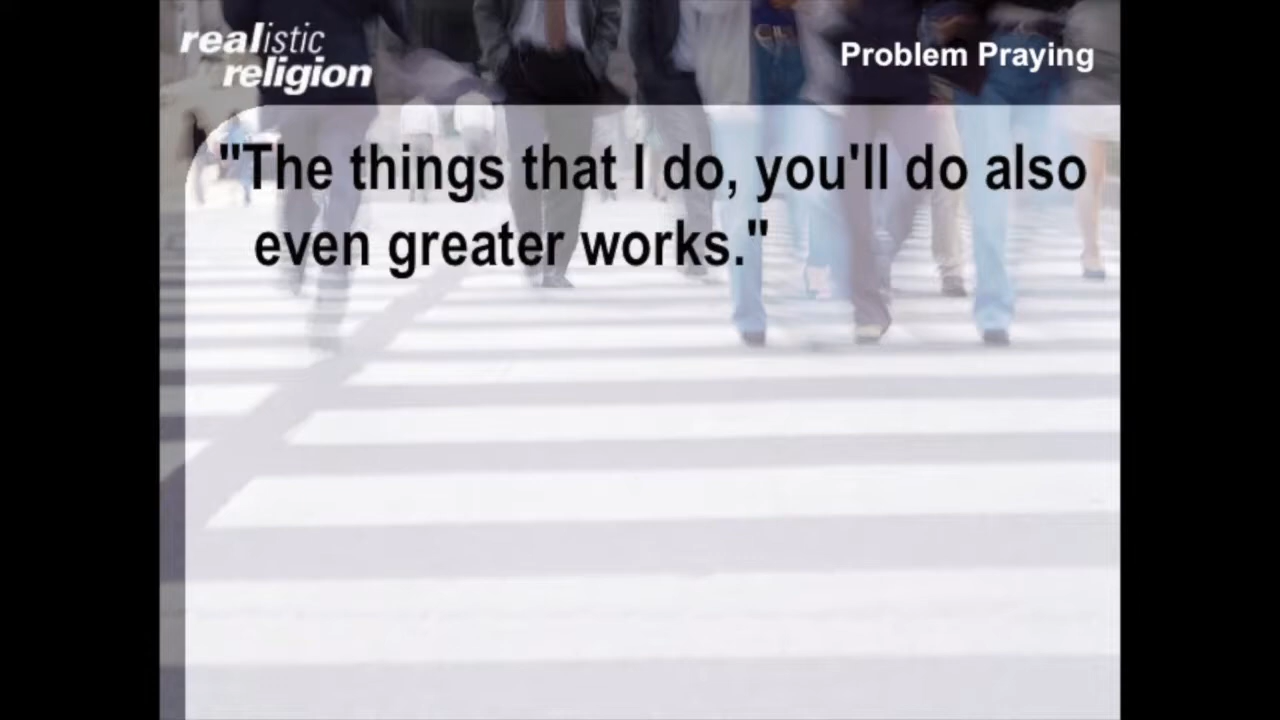 realistic
religion
Problem Praying
"The things that I do, you'll do also
even greater works."